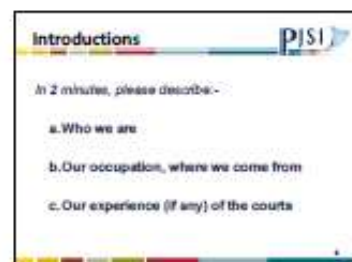 Introductions
PJSI
In 2 minutes, please describe:-
a. Who we are
b. Our occupation, where we come from
c. Our experience (if any) of the courts